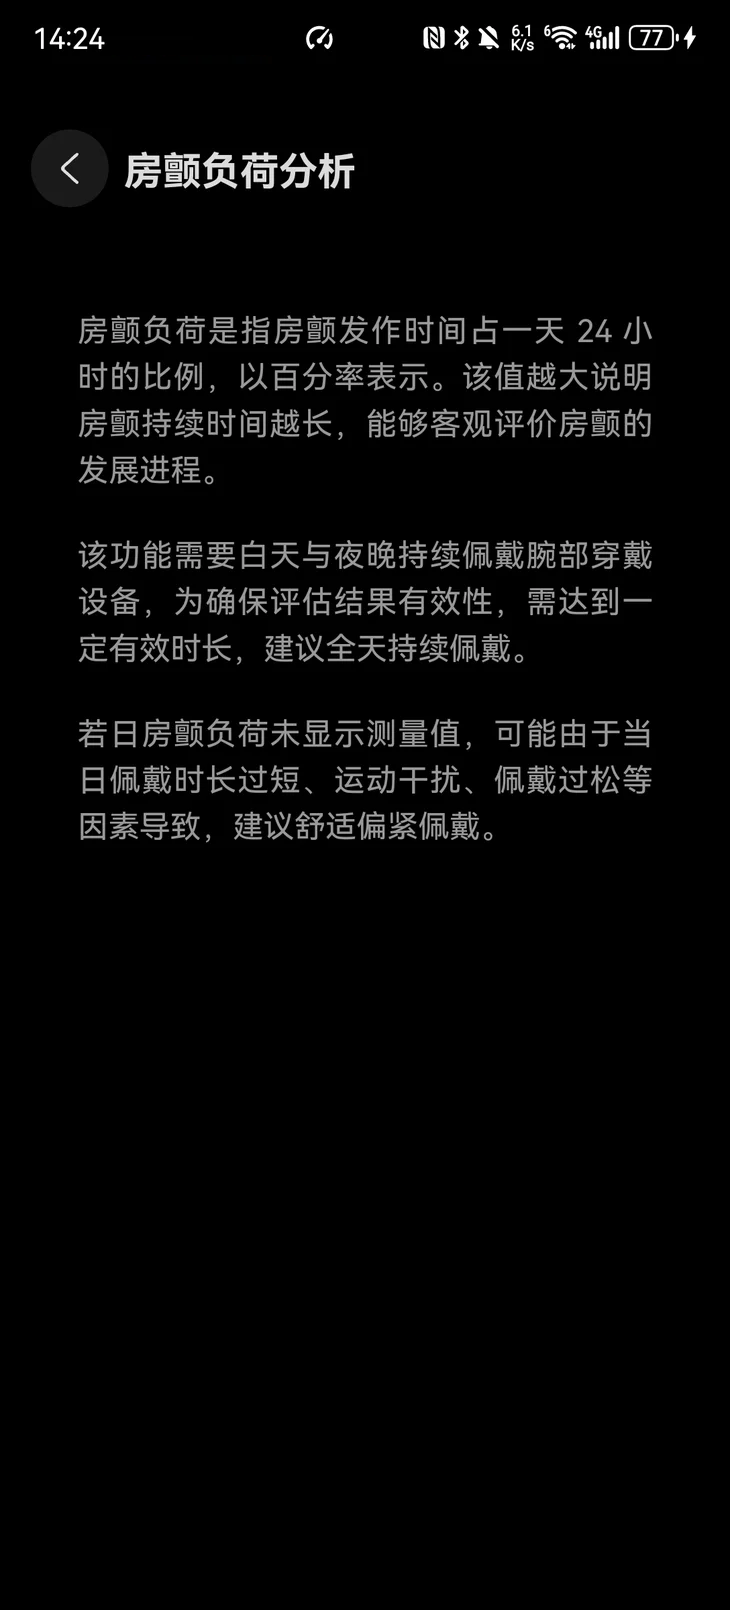 14:24
6.1 K/s 6 4G 77
房颤负荷分析
房颤负荷是指房颤发作时间占一天 24 小
时的比例，以百分率表示。该值越大说明
房颤持续时间越长，能够客观评价房颤的
发展进程。
该功能需要白天与夜晚持续佩戴腕部穿戴
设备，为确保评估结果有效性，需达到一
定有效时长，建议全天持续佩戴。
若日房颤负荷未显示测量值，可能由于当
日佩戴时长过短、运动干扰、佩戴过松等
因素导致，建议舒适偏紧佩戴。